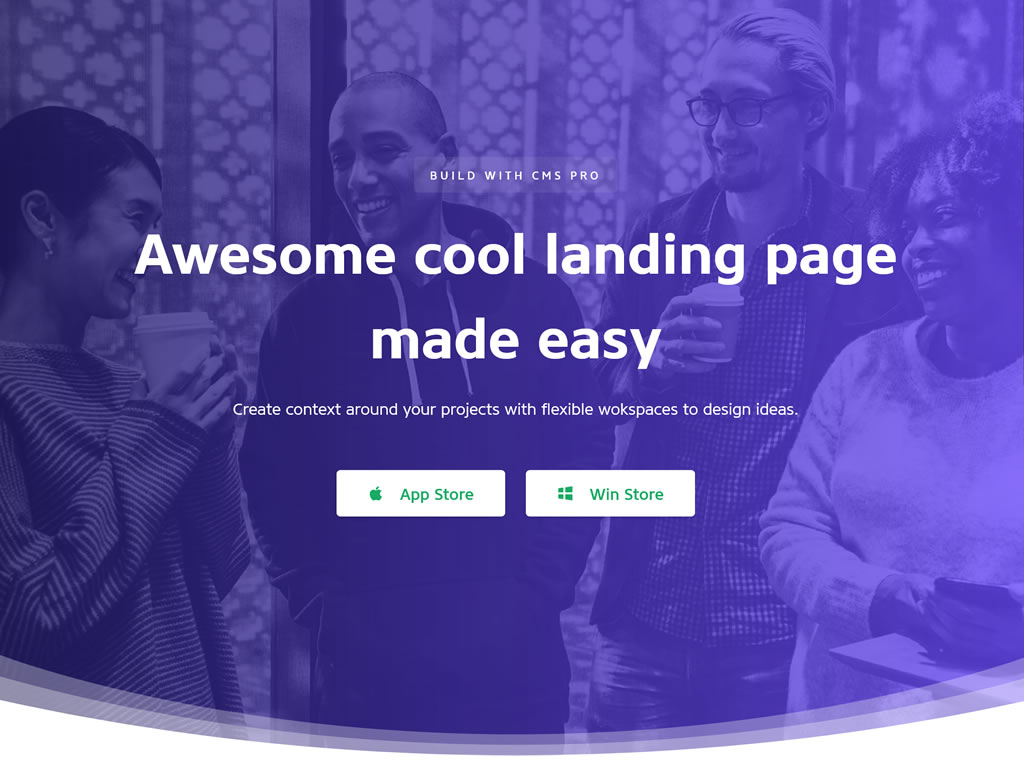 BUILD WITH CMS PRO
Awesome cool landing page
made easy
Create context around your projects with flexible wokspaces to design ideas.
App Store
Win Store